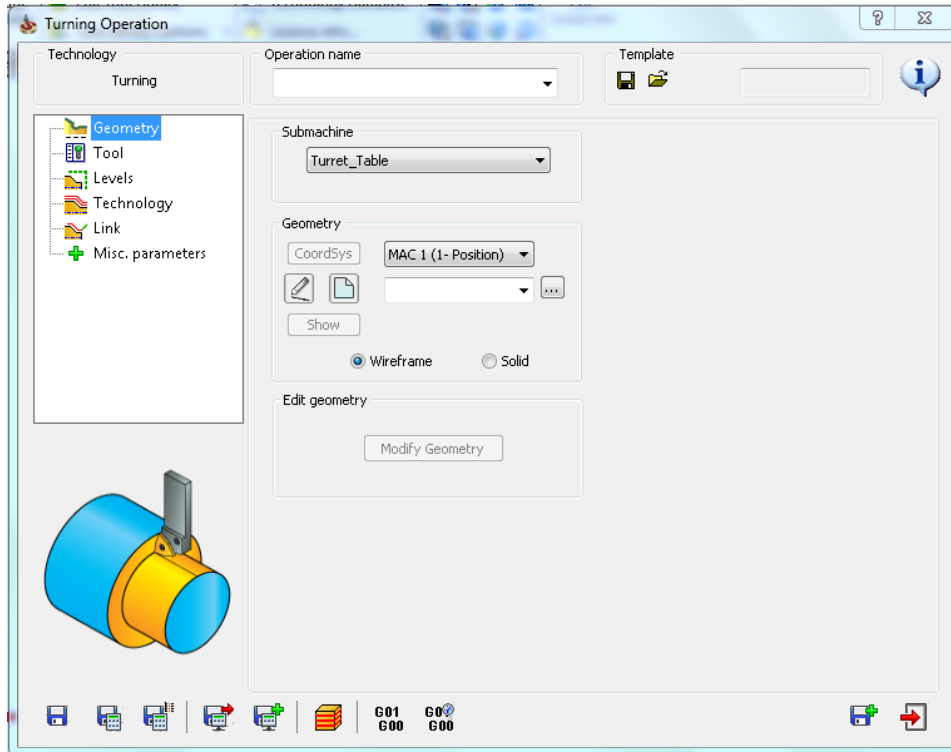 Turning Operation
Technology
Turning
Operation name
Template
Geometry
Tool
Levels
Technology
Link
Misc. parameters
Submachine
Turret_Table
Geometry
CoordSys
MAC 1 (1- Position)
...
Show
Wireframe
Solid
Edit geometry
Modify Geometry
G01
G00
G0
G00